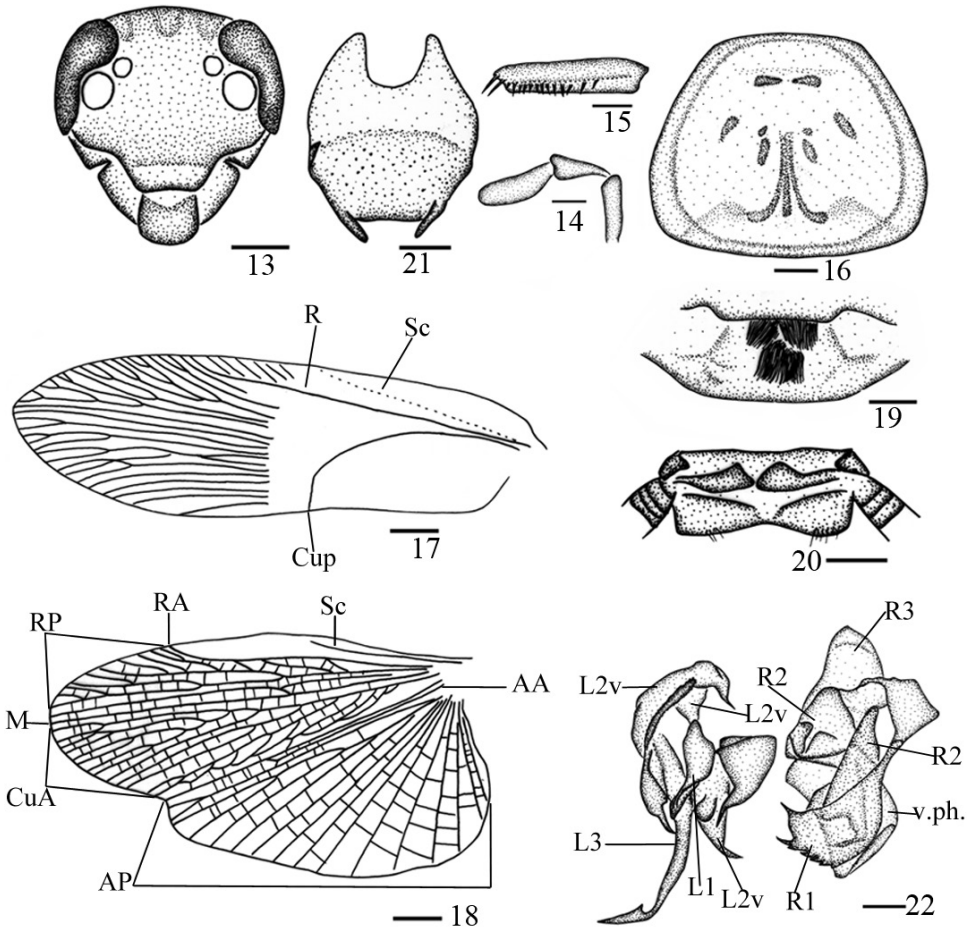 13
21
15
14
16
R
Sc
17
Cup
19
20
RP
RA
Sc
AA
M
CuA
AP
18
R3
L2v
R2
L2v
R2
v.ph.
L3
L1
L2v
R1
22